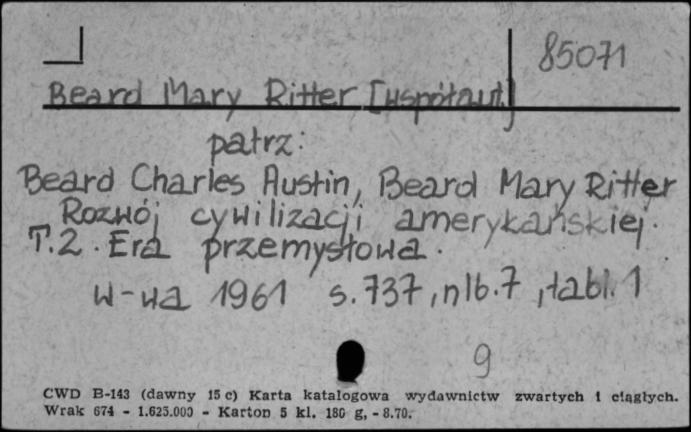 85071
Beard Mary Ritter [współaut.]
patrz:
Beard Charles Austin, Beard Mary Ritter
Rozwój cywilizacji amerykańskiej.
T.2. Era przemysłowa.
W-wa 1961 s.737, nlb.7, tabl.1
9
CWD B-143 (dawny 15 c) Karta katalogowa wydawnictw zwartych i ciągłych.
Wrak 674 - 1.625.000 - Karton 5 kl. 180 g, - 8.70.